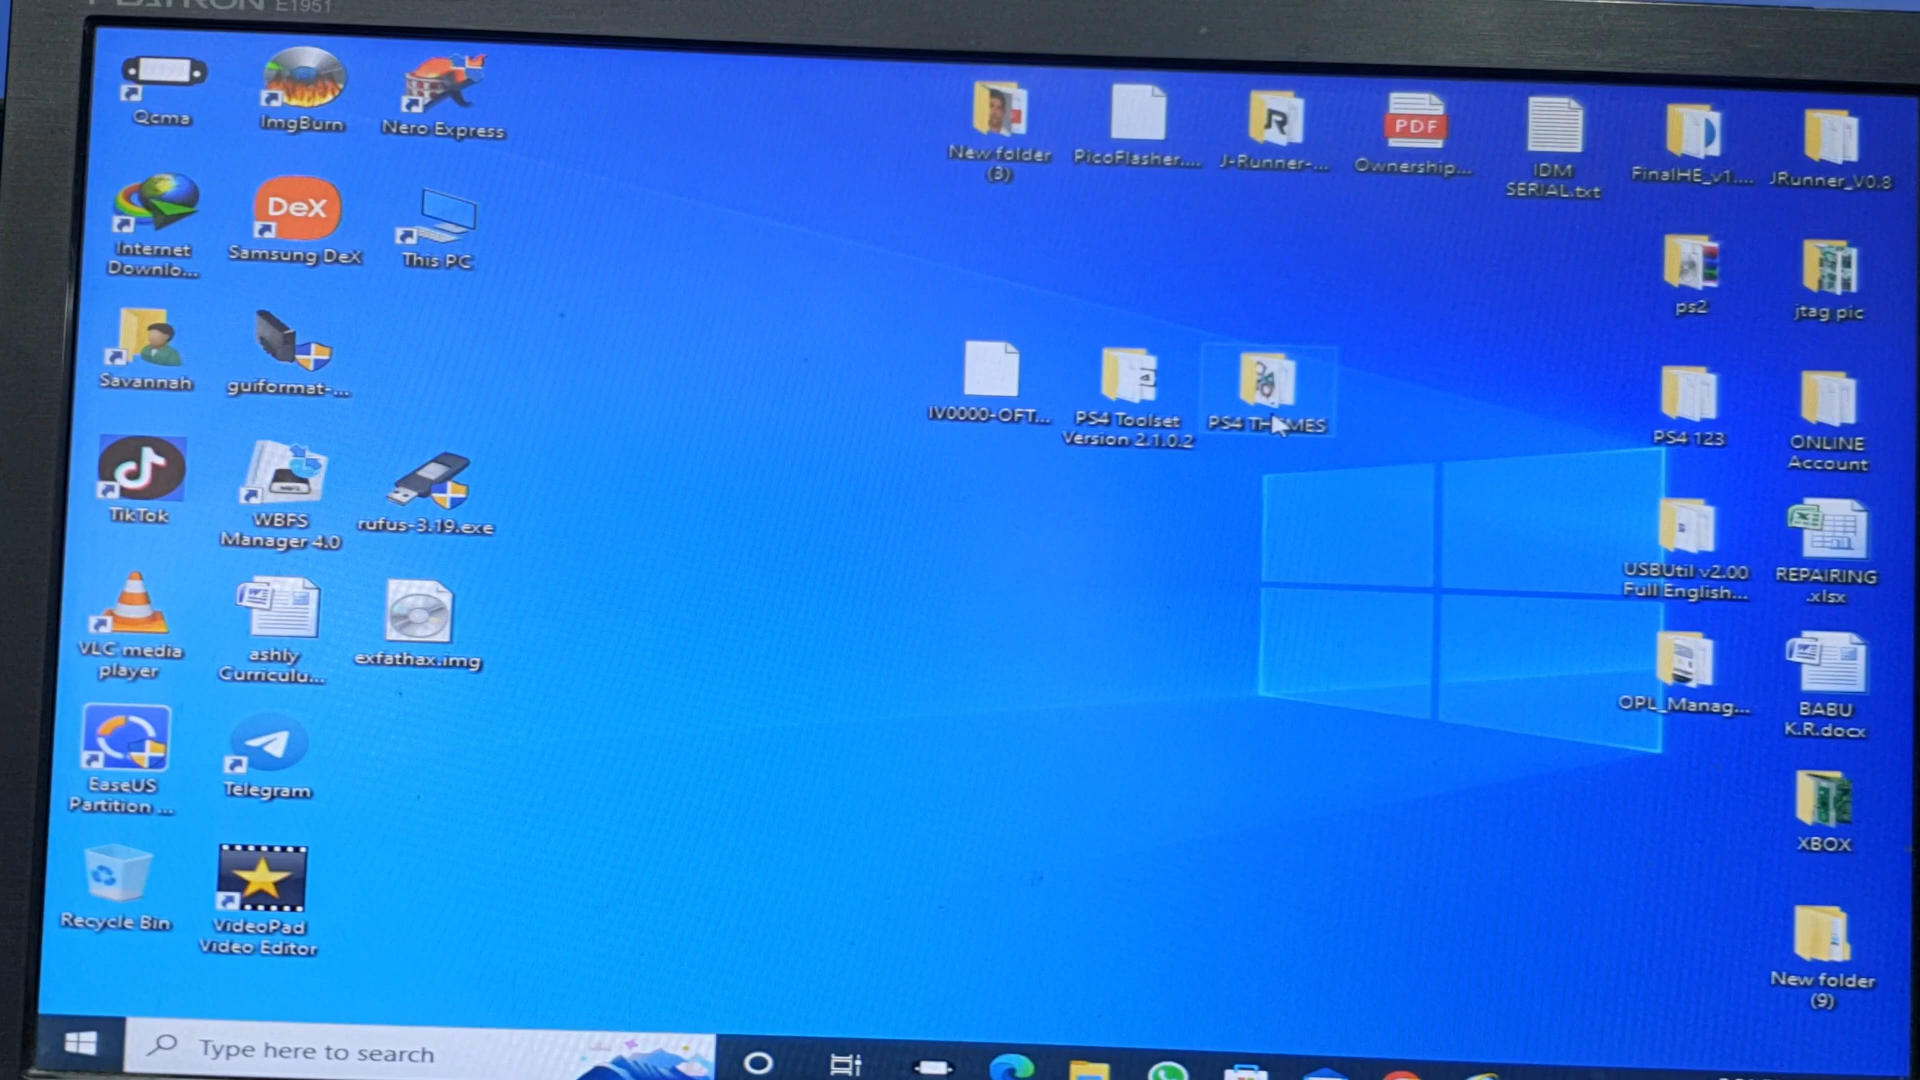 E1951
Qcma
ImgBurn
Nero Express
New folder
(3)
PicoFlasher....
J-Runner-...
PDF
Ownership...
IDM
SERIAL.txt
FinalHE_v1....
JRunner_V0.8
Internet
Downlo...
DeX
Samsung DeX
This PC
ps2
jtag pic
Savannah
guiformat-...
IV0000-OFT...
PS4 Toolset
Version 2.1.0.2
PS4 THEMES
PS4 123
ONLINE
Account
TikTok
WBFS
Manager 4.0
rufus-3.19.exe
USBUtil v2.00
Full English...
REPAIRING
.xlsx
VLC media
player
ashly
Curriculu...
exfathax.img
OPL_Manag...
BABU
K.R.docx
EaseUS
Partition ...
Telegram
XBOX
Recycle Bin
VideoPad
Video Editor
New folder
(9)
Type here to search